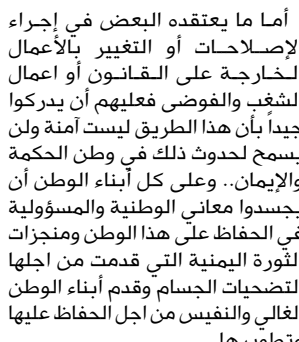 أما ما يعتقده البعض في إجراء
لإصلاحات أو التغيير بالأعمال
لخارجة على القانون أو اعمال
لشغب والفوضى فعليهم أن يدركوا
جيداً بأن هذا الطريق ليست آمنة ولن
يسمح لحدوث ذلك في وطن الحكمة
والإيمان.. وعلى كل أبناء الوطن أن
يجسدوا معاني الوطنية والمسؤولية
في الحفاظ على هذا الوطن ومنجزات
لثورة اليمنية التي قدمت من اجلها
لتضحيات الجسام وقدم أبناء الوطن
لغالي والنفيس من اجل الحفاظ عليها